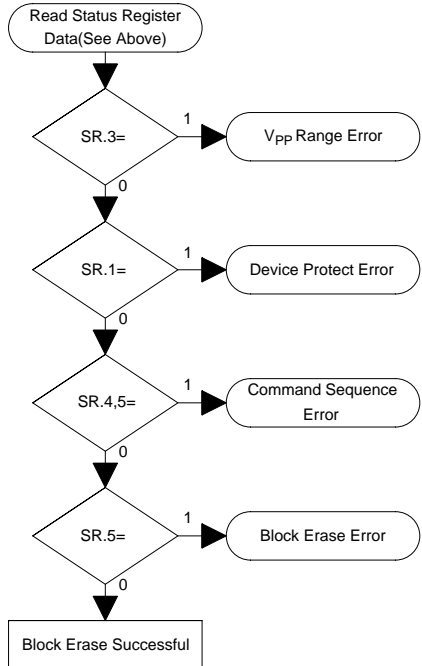 Read Status Register
Data(See Above)
SR.3=
1
VPP Range Error
0
SR.1=
1
Device Protect Error
0
SR.4,5=
1
Command Sequence
Error
0
SR.5=
1
Block Erase Error
0
Block Erase Successful